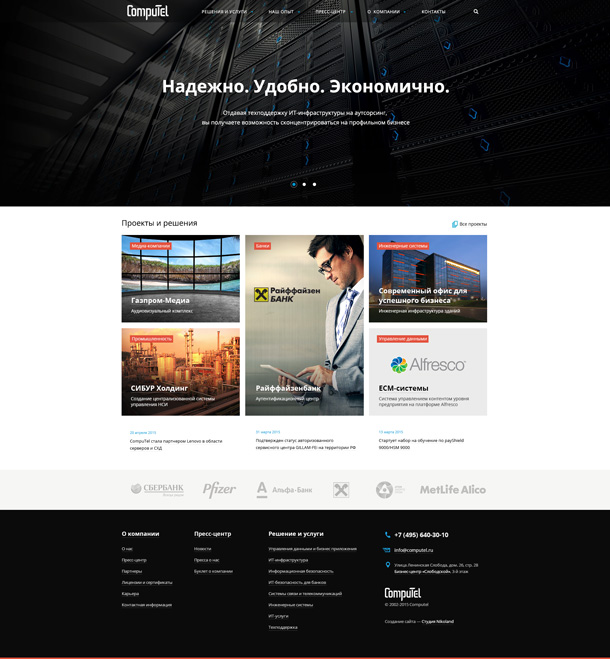 CompuTel
РЕШЕНИЯ И УСЛУГИ НАШ ОПЫТ ПРЕСС-ЦЕНТР О КОМПАНИИ КОНТАКТЫ
Надежно. Удобно. Экономично.
Отдавая техподдержку ИТ-инфраструктуры на аутсорсинг,
вы получаете возможность сконцентрироваться на профильном бизнесе
Проекты и решения
Все проекты
Медиа-компании
Газпром-Медиа
Аудиовизуальный комплекс
Банки
Райффайзен
БАНК
Райффайзенбанк
Аутентификационный центр
Инженерные системы
Современный офис для
успешного бизнеса
Инженерная инфраструктура здания
Промышленность
СИБУР Холдинг
Создание централизованной системы
управления НСИ
Управление данными
Alfresco
ECM-системы
Система управления контентом уровня
предприятия на платформе Alfresco
20 апреля 2015
CompuTel стала партнером Lenovo в области
серверов и СХД
31 марта 2015
Подтвержден статус авторизованного
сервисного центра GILLAM-FEi на территории РФ
13 марта 2015
Стартует набор на обучение по payShield
9000/HSM 9000
СБЕРБАНК
Pfizer
Альфа·Банк
MetLife Alico
О компании
О нас
Пресс-центр
Партнеры
Лицензии и сертификаты
Карьера
Контактная информация
Пресс-центр
Новости
Пресса о нас
Буклет о компании
Решение и услуги
Управление данными и бизнес приложения
ИТ-инфраструктура
Информационная безопасность
ИТ-безопасность для банков
Системы связи и телекоммуникаций
Инженерные системы
ИТ-услуги
Техподдержка
+7 (495) 640-30-10
info@computel.ru
Улица Ленинская Слобода, дом 26, стр. 28
Бизнес-центр «Слободской», 3-й этаж
CompuTel
© 2002-2015 Computel
Создание сайта — Студия Nikoland